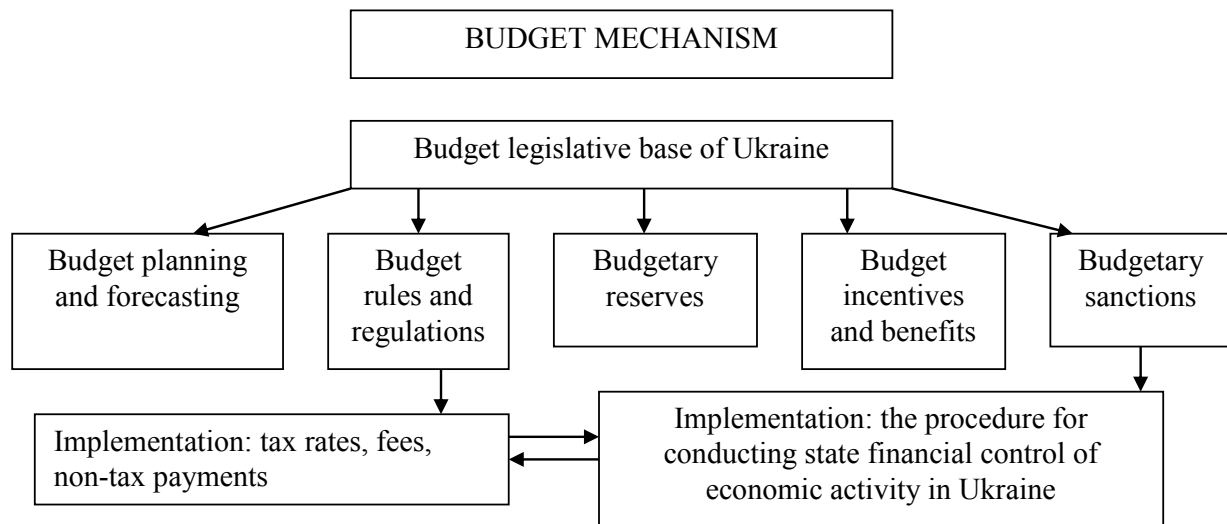 BUDGET MECHANISM
Budget legislative base of Ukraine
Budget planning
and forecasting
Budget
rules and
regulations
Budgetary
reserves
Budget
incentives
and benefits
Budgetary
sanctions
Implementation: tax rates, fees,
non-tax payments
Implementation: the procedure for
conducting state financial control of
economic activity in Ukraine